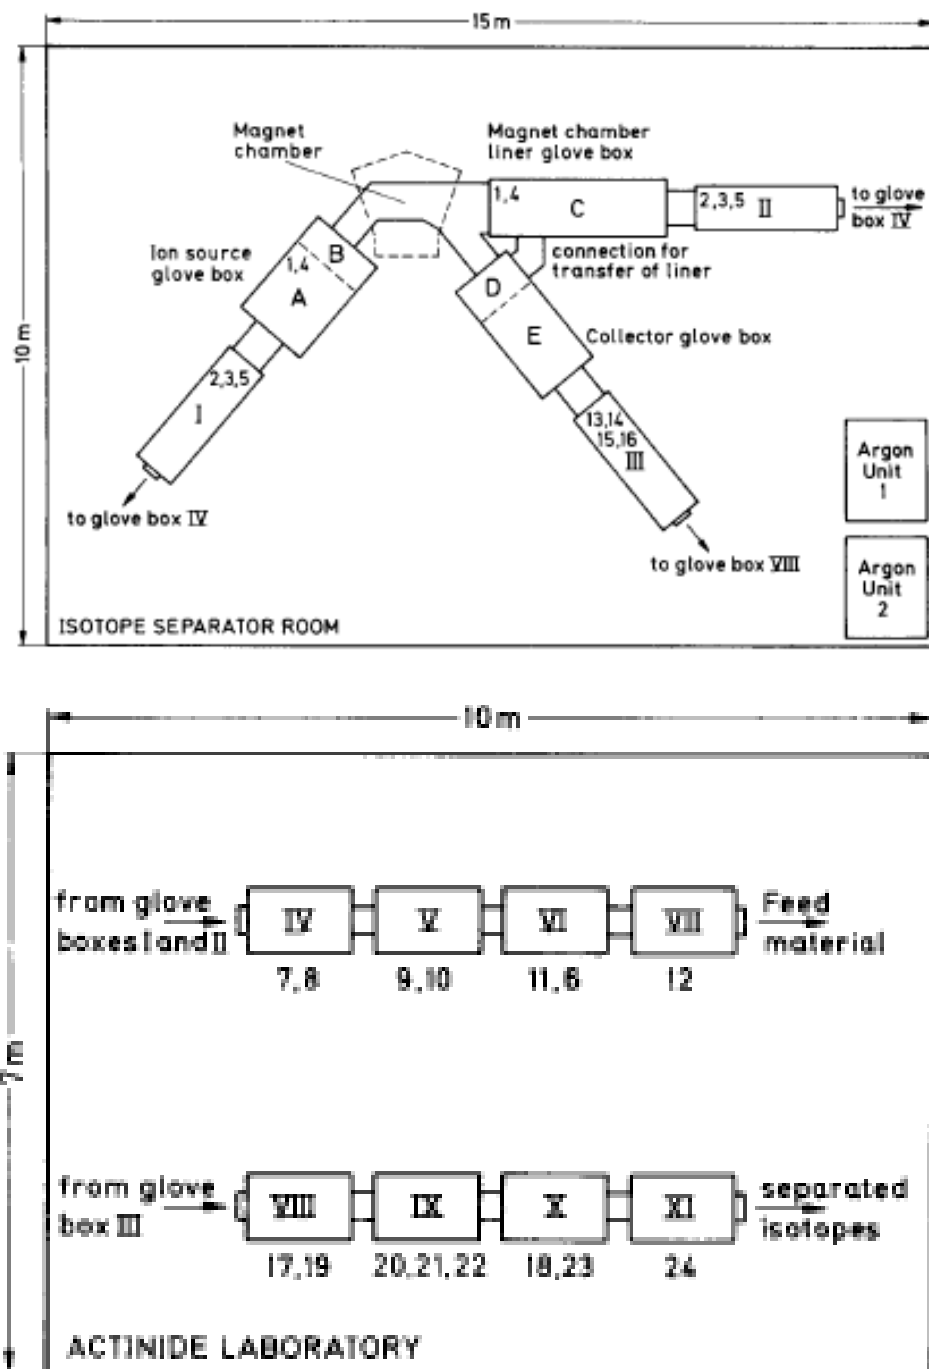 15m
10m
Magnet
chamber
Magnet chamber
liner glove box
1,4
C
2,3,5
II
to glove
box IV
Ion source
glove box
B
1,4
A
connection for
transfer of liner
D
E
Collector glove box
2,3,5
I
13,14
15,16
III
Argon
Unit
1
to glove box IV
to glove box VIII
Argon
Unit
2
ISOTOPE SEPARATOR ROOM
10m
7m
from glove
boxes I and II
IV
V
VI
VII
Feed
material
7,8
9,10
11,6
12
from glove
box III
VIII
IX
X
XI
separated
isotopes
17,19
20,21,22
18,23
24
ACTINIDE LABORATORY